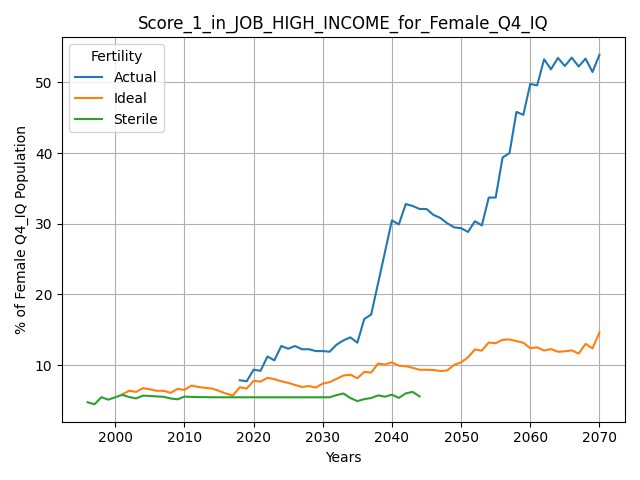 Score_1_in_JOB_HIGH_INCOME_for_Female_Q4_IQ
Fertility
Actual
Ideal
Sterile
% of Female Q4_IQ Population
50
40
30
20
10
2000 2010 2020 2030 2040 2050 2060 2070
Years